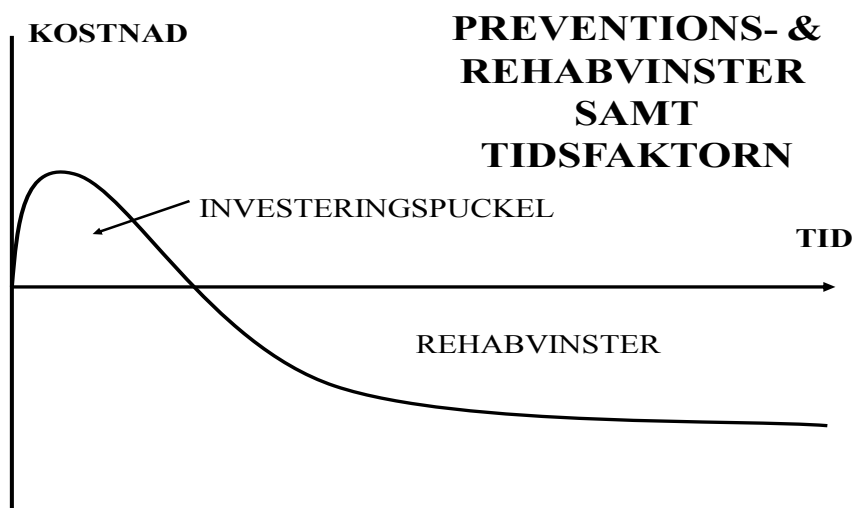 KOSTNAD
PREVENTIONS- &
REHABVINSTER
SAMT
TIDSFAKTORN
INVESTERINGSPUCKEL
TID
REHABVINSTER